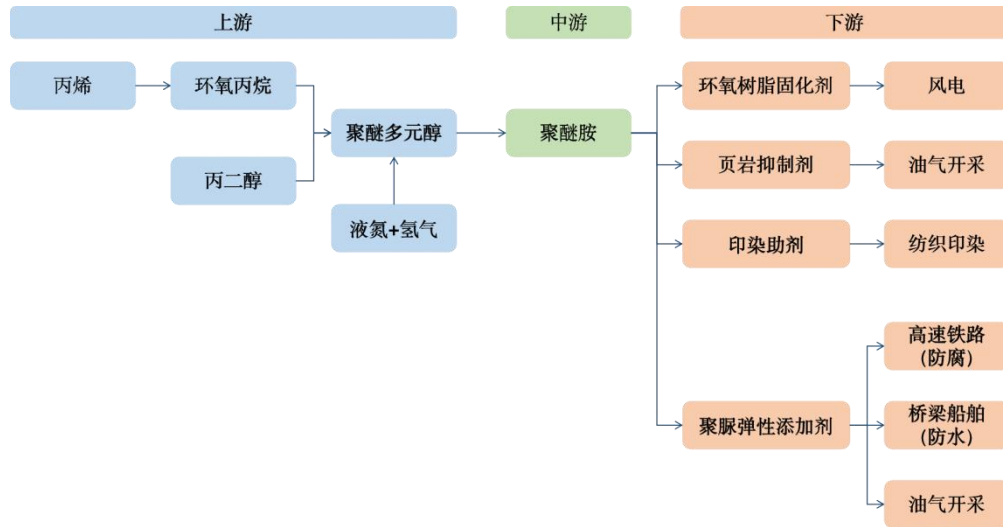 上游
中游
下游
丙烯
环氧丙烷
聚醚多元醇
丙二醇
液氮+氢气
聚醚胺
环氧树脂固化剂
风电
页岩抑制剂
油气开采
印染助剂
纺织印染
聚脲弹性添加剂
高速铁路
(防腐)
桥梁船舶
(防水)
油气开采